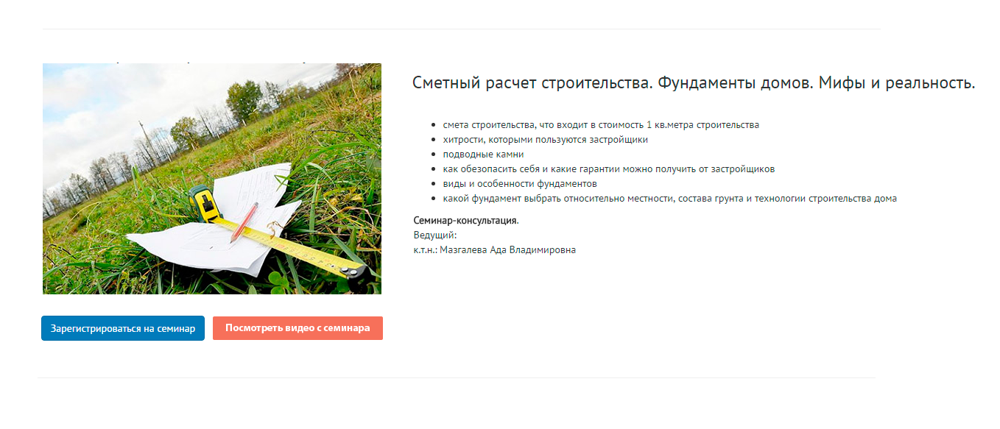 Сметный расчет строительства. Фундаменты домов. Мифы и реальность.
• смета строительства, что входит в стоимость 1 кв.метра строительства
• хитрости, которыми пользуются застройщики
• подводные камни
• как обезопасить себя и какие гарантии можно получить от застройщиков
• виды и особенности фундаментов
• какой фундамент выбрать относительно местности, состава грунта и технологии строительства дома
Семинар-консультация.
Ведущий:
к.т.н.: Мазгалева Ада Владимировна
Зарегистрироваться на семинар
Посмотреть видео с семинара